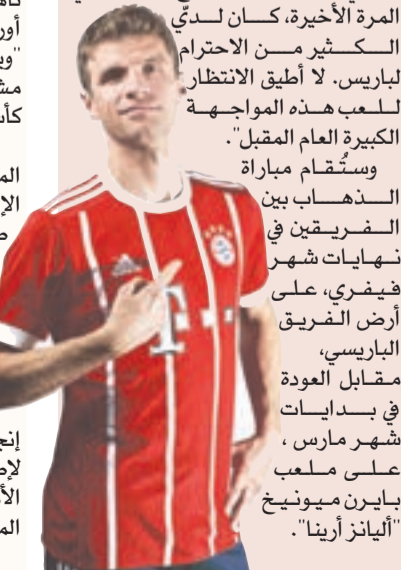 المرة الأخيرة، كان لديّ
الكثير من الاحترام
لباريس. لا أطيق الانتظار
للعب هذه المواجهة
الكبيرة العام المقبل".
وستُقام مباراة
الذهاب بين
الفريقين في
نهايات شهر
فيفري، على
أرض الفريق
الباريسي،
مقابل العودة
في بدايات
شهر مارس ،
على ملعب
بايرن ميونيخ
"أليانز أرينا".
adidas
T